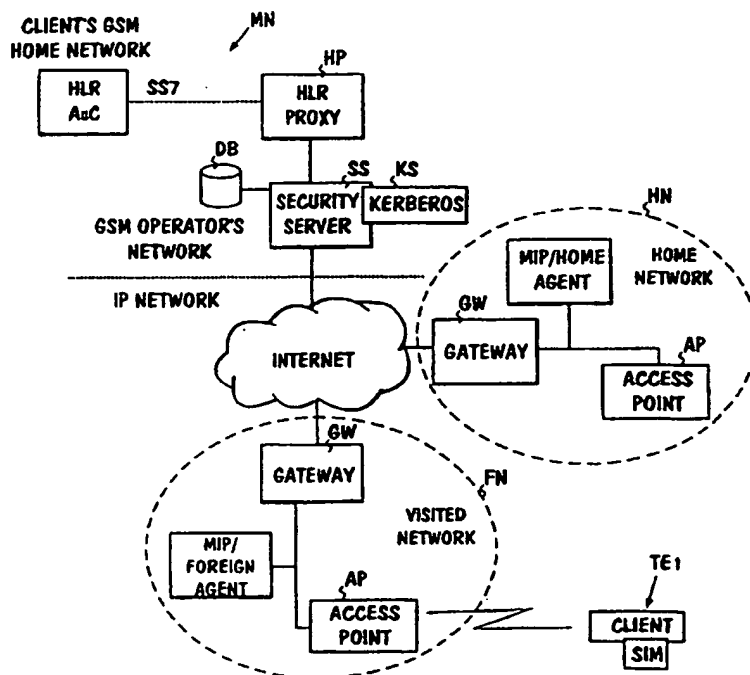 CLIENT'S GSM
HOME NETWORK
MN
HLR
AuC
SS7
HP
HLR
PROXY
DB
SS
KS
SECURITY
SERVER
KERBEROS
GSM OPERATOR'S
NETWORK
IP NETWORK
HN
MIP/HOME
AGENT
HOME
NETWORK
GW
GATEWAY
AP
ACCESS
POINT
INTERNET
GW
GATEWAY
FN
VISITED
NETWORK
MIP/
FOREIGN
AGENT
AP
ACCESS
POINT
TE1
CLIENT
SIM